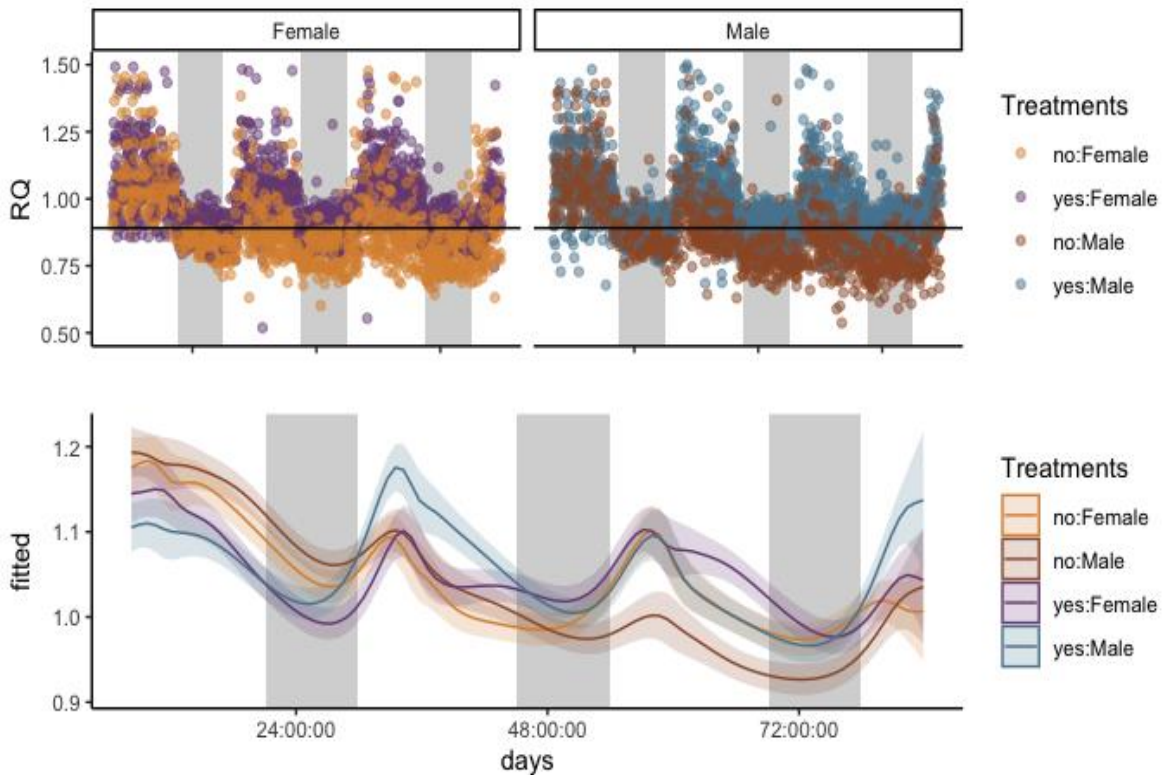 Female
Male
1.50
1.25
1.00
0.75
0.50
RQ
Treatments
no:Female
yes:Female
no:Male
yes:Male
1.2
1.1
1.0
0.9
fitted
24:00:00
48:00:00
72:00:00
days
Treatments
no:Female
no:Male
yes:Female
yes:Male